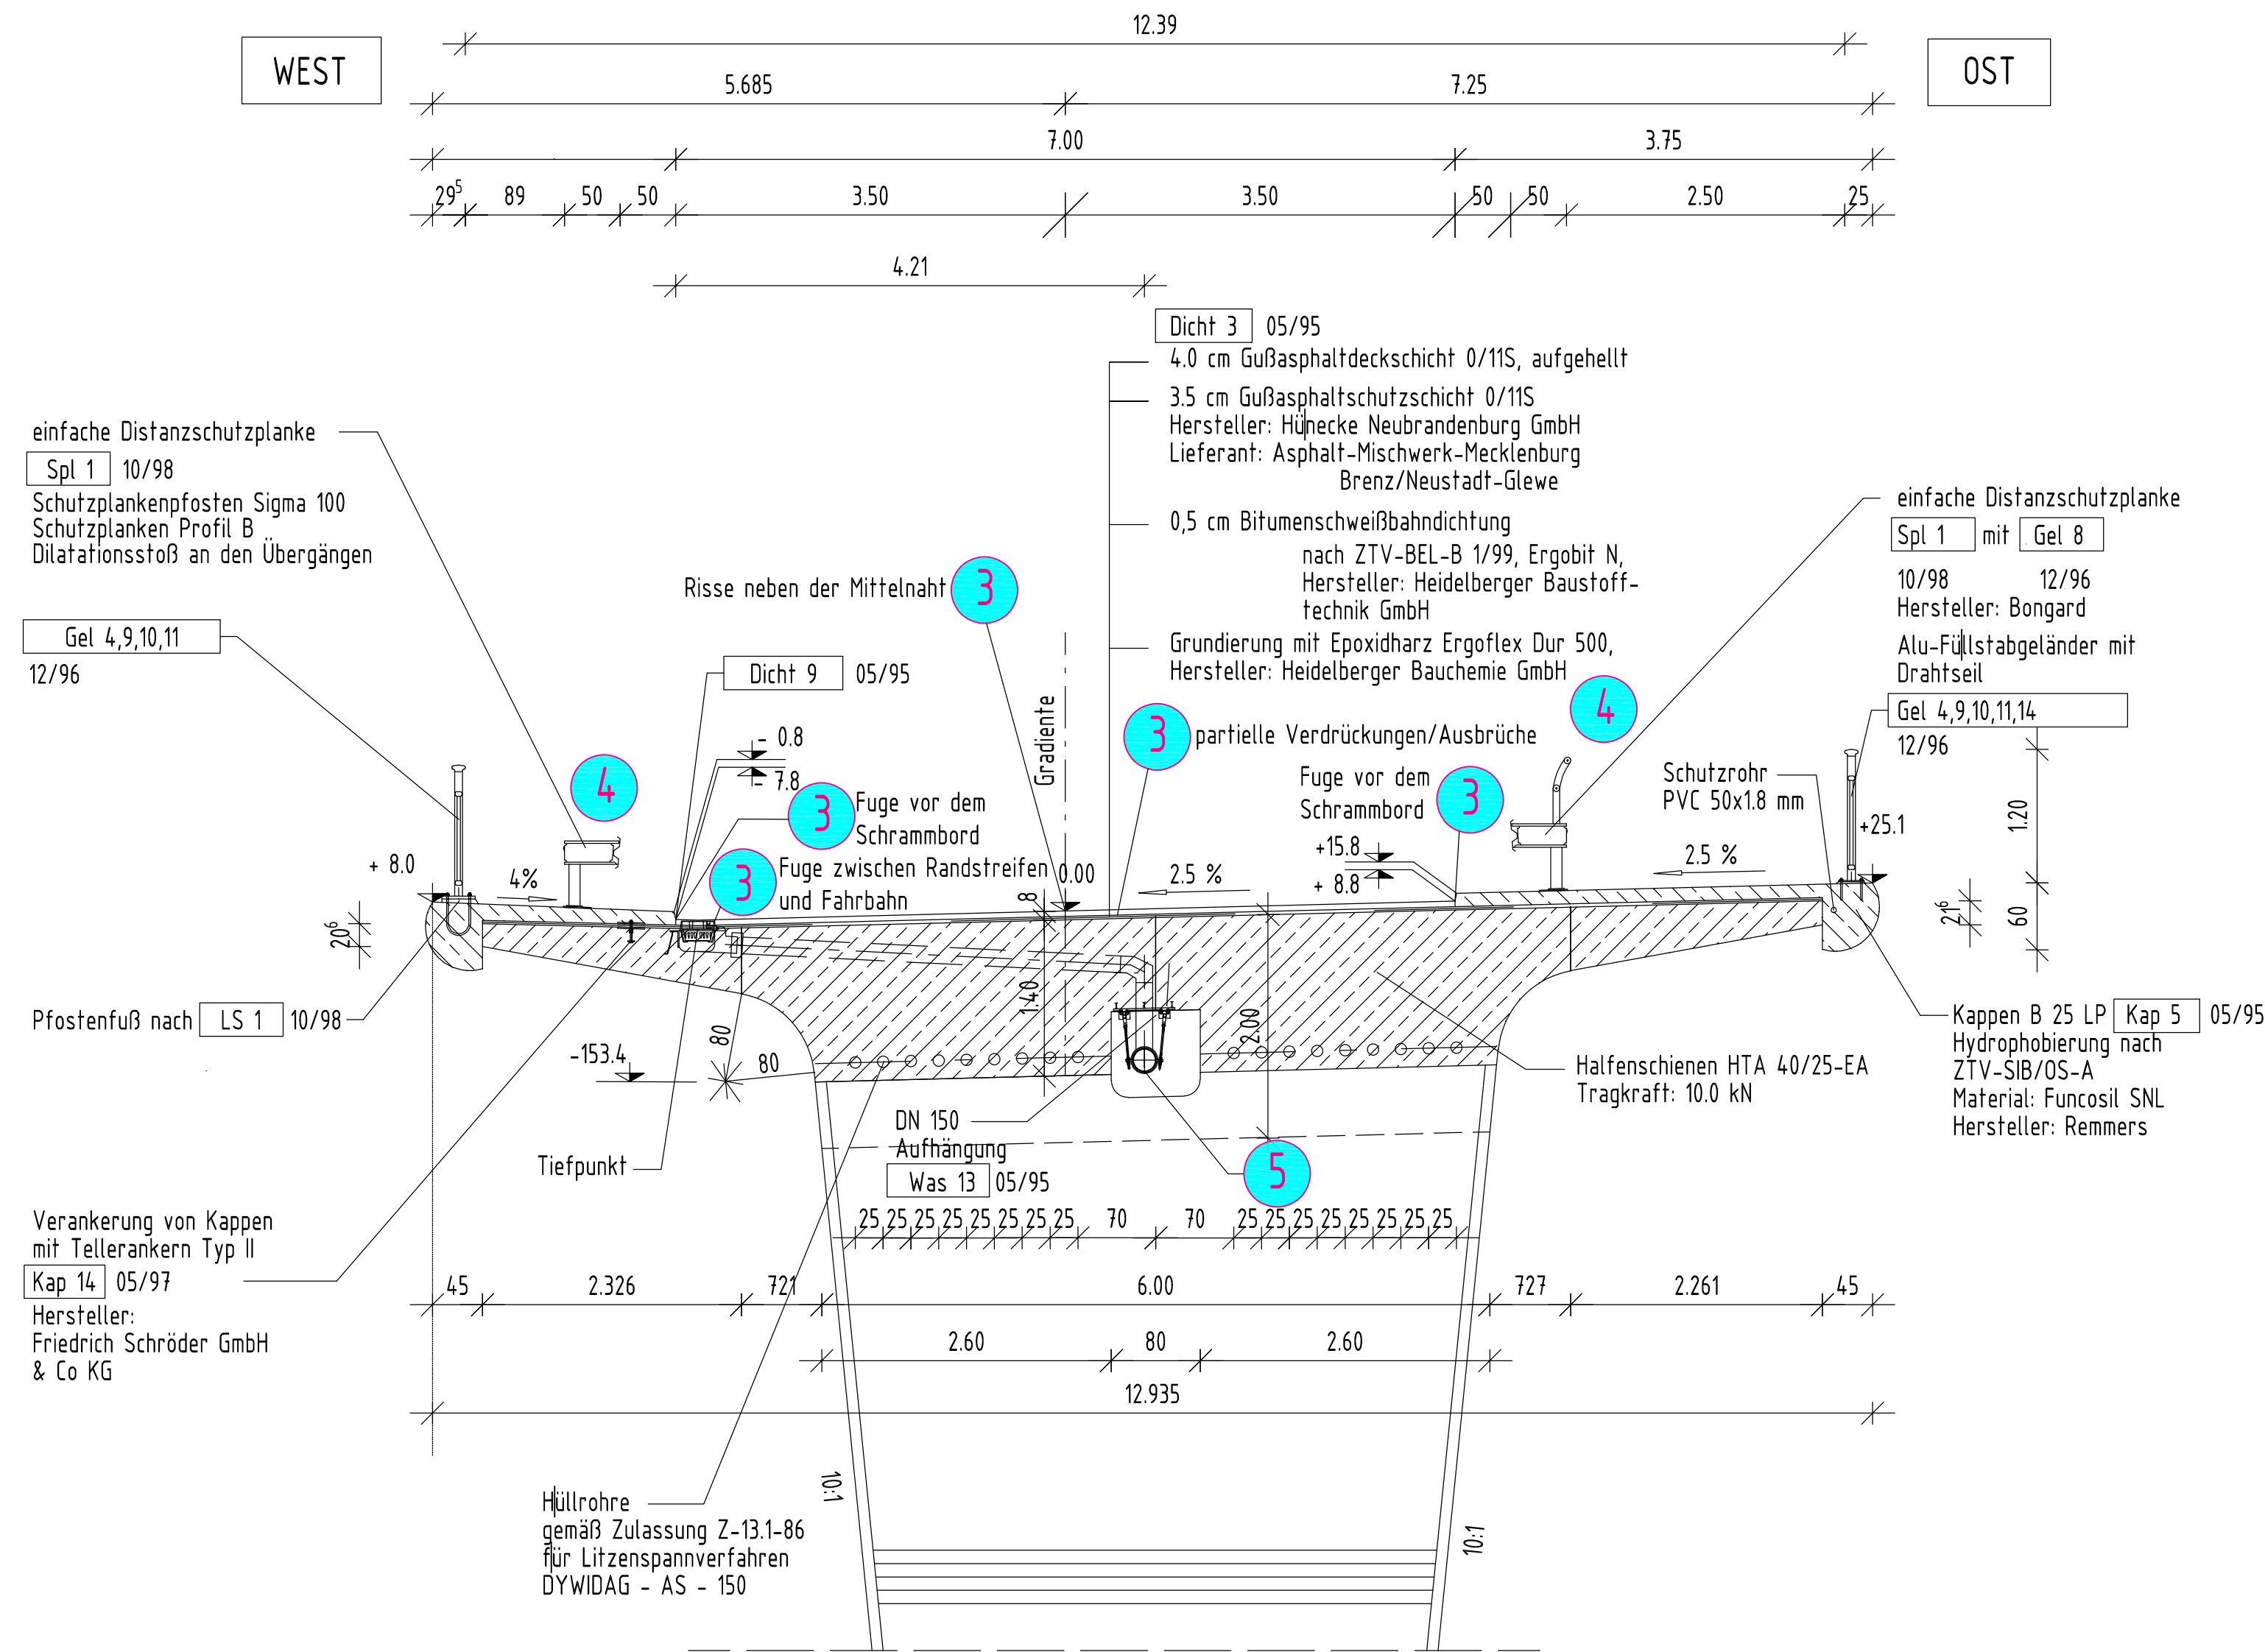 12.39
WEST
OST
5.685 7.25
7.00 3.75
29⁵ 89 50 50 3.50 3.50 50 50 2.50 25
4.21
Dicht 3 05/95
4.0 cm Gußasphaltdeckschicht 0/11S, aufgehellt
3.5 cm Gußasphaltschutzschicht 0/11S
Hersteller: Hünecke Neubrandenburg GmbH
Lieferant: Asphalt-Mischwerk-Mecklenburg
Brenz/Neustadt-Glewe
0,5 cm Bitumenschweißbahndichtung
nach ZTV-BEL-B 1/99, Ergobit N,
Hersteller: Heidelberger Baustoff-
technik GmbH
Grundierung mit Epoxidharz Ergoflex Dur 500,
Hersteller: Heidelberger Bauchemie GmbH
einfache Distanzschutzplanke
Spl 1 10/98
Schutzplankenpfosten Sigma 100
Schutzplanken Profil B
Dilatationsstoß an den Übergängen
Gel 4,9,10,11
12/96
Risse neben der Mittelnaht 3
Dicht 9 05/95
- 0.8
- 7.8
Gradiente
3 partielle Verdrückungen/Ausbrüche
4
einfache Distanzschutzplanke
Spl 1 mit Gel 8
10/98 12/96
Hersteller: Bongard
Alu-Füllstabgeländer mit
Drahtseil
Gel 4,9,10,11,14
12/96
4
3 Fuge vor dem
Schrammbord
3 Fuge zwischen Randstreifen
und Fahrbahn
0.00
Fuge vor dem
Schrammbord 3
Schutzrohr
PVC 50x1.8 mm
+15.8
+ 8.8
+25.1
1.20
+ 8.0
4%
2.5 %
2.5 %
8
20⁶
21⁶
60
1.40
2.00
80
80
-153.4
Pfostenfuß nach LS 1 10/98
Kappen B 25 LP Kap 5 05/95
Hydrophobierung nach
ZTV-SIB/OS-A
Material: Funcosil SNL
Hersteller: Remmers
Halfenschienen HTA 40/25-EA
Tragkraft: 10.0 kN
DN 150
Aufhängung
Was 13 05/95
5
Tiefpunkt
25 25 25 25 25 25 25 25 70 70 25 25 25 25 25 25 25 25
Verankerung von Kappen
mit Tellerankern Typ II
Kap 14 05/97
Hersteller:
Friedrich Schröder GmbH
& Co KG
45 2.326 721 6.00 727 2.261 45
2.60 80 2.60
12.935
10:1
10:1
Hüllrohre
gemäß Zulassung Z-13.1-86
für Litzenspannverfahren
DYWIDAG - AS - 150